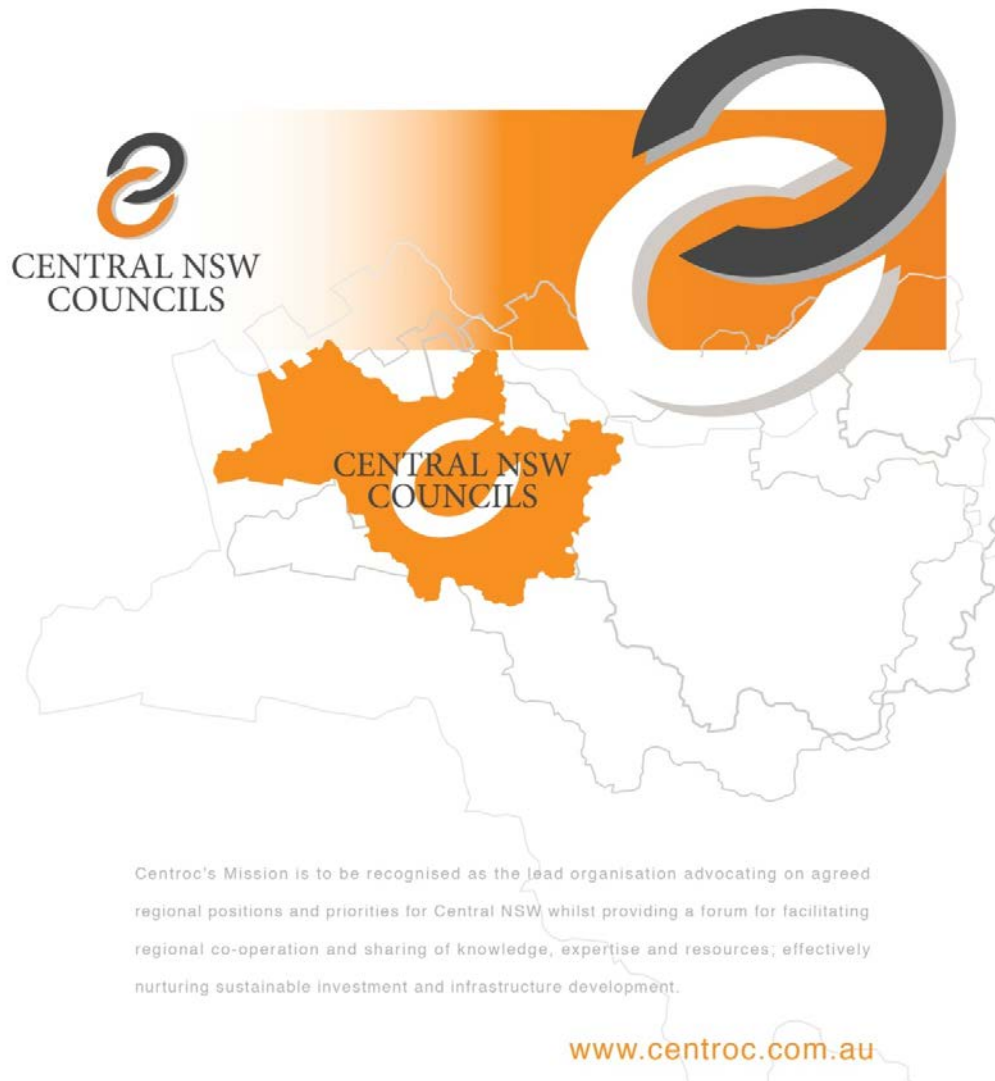 CENTRAL NSW
COUNCILS
CENTRAL NSW
COUNCILS
Centroc's Mission is to be recognised as the lead organisation advocating on agreed
regional positions and priorities for Central NSW whilst providing a forum for facilitating
regional co-operation and sharing of knowledge, expertise and resources; effectively
nurturing sustainable investment and infrastructure development.
www.centroc.com.au